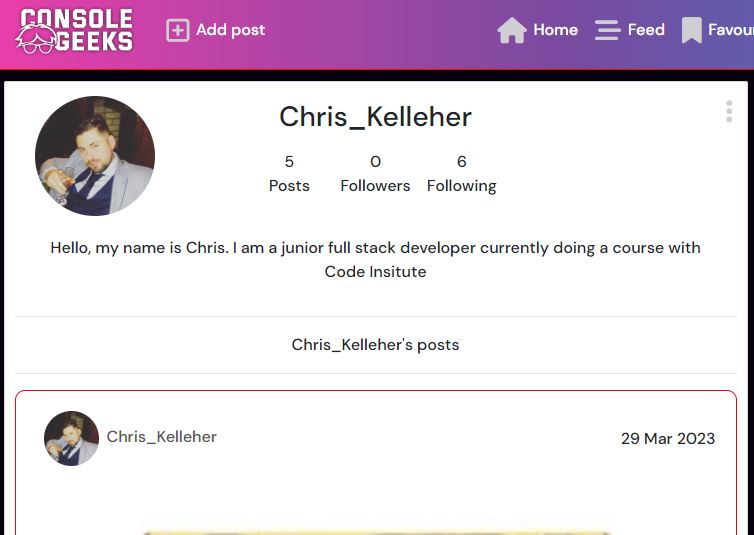 CONSOLE
GEEKS
Add post
Home
Feed
Favou
Chris_Kelleher
5
Posts
0
Followers
6
Following
Hello, my name is Chris. I am a junior full stack developer currently doing a course with
Code Insitute
Chris_Kelleher's posts
Chris_Kelleher
29 Mar 2023